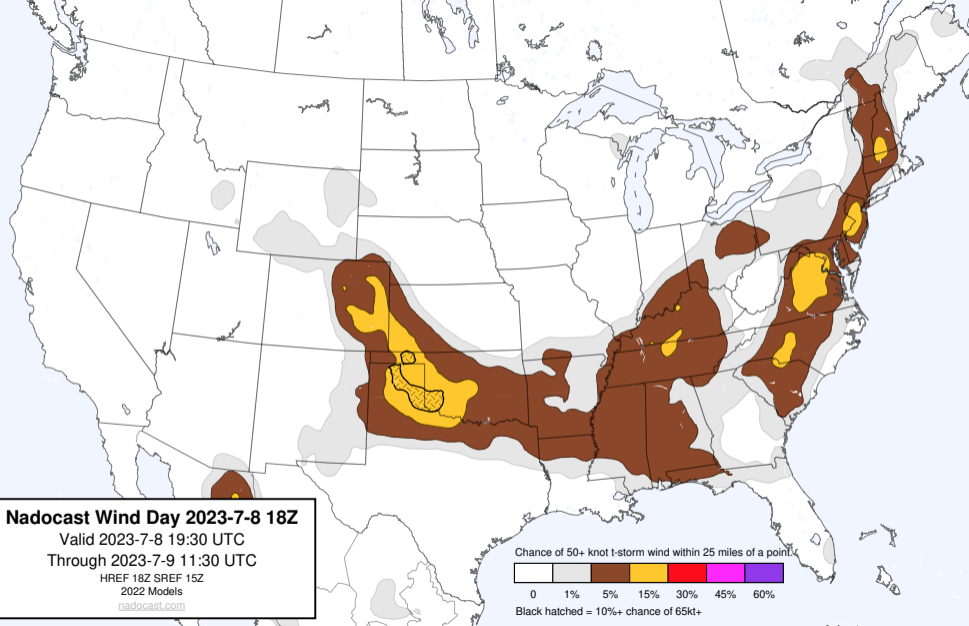 Nadocast Wind Day 2023-7-8 18Z
Valid 2023-7-8 19:30 UTC
Through 2023-7-9 11:30 UTC
HREF 18Z SREF 15Z
2022 Models
nadocast.com
Chance of 50+ knot t-storm wind within 25 miles of a point.
0 1% 5% 15% 30% 45% 60%
Black hatched = 10%+ chance of 65kt+